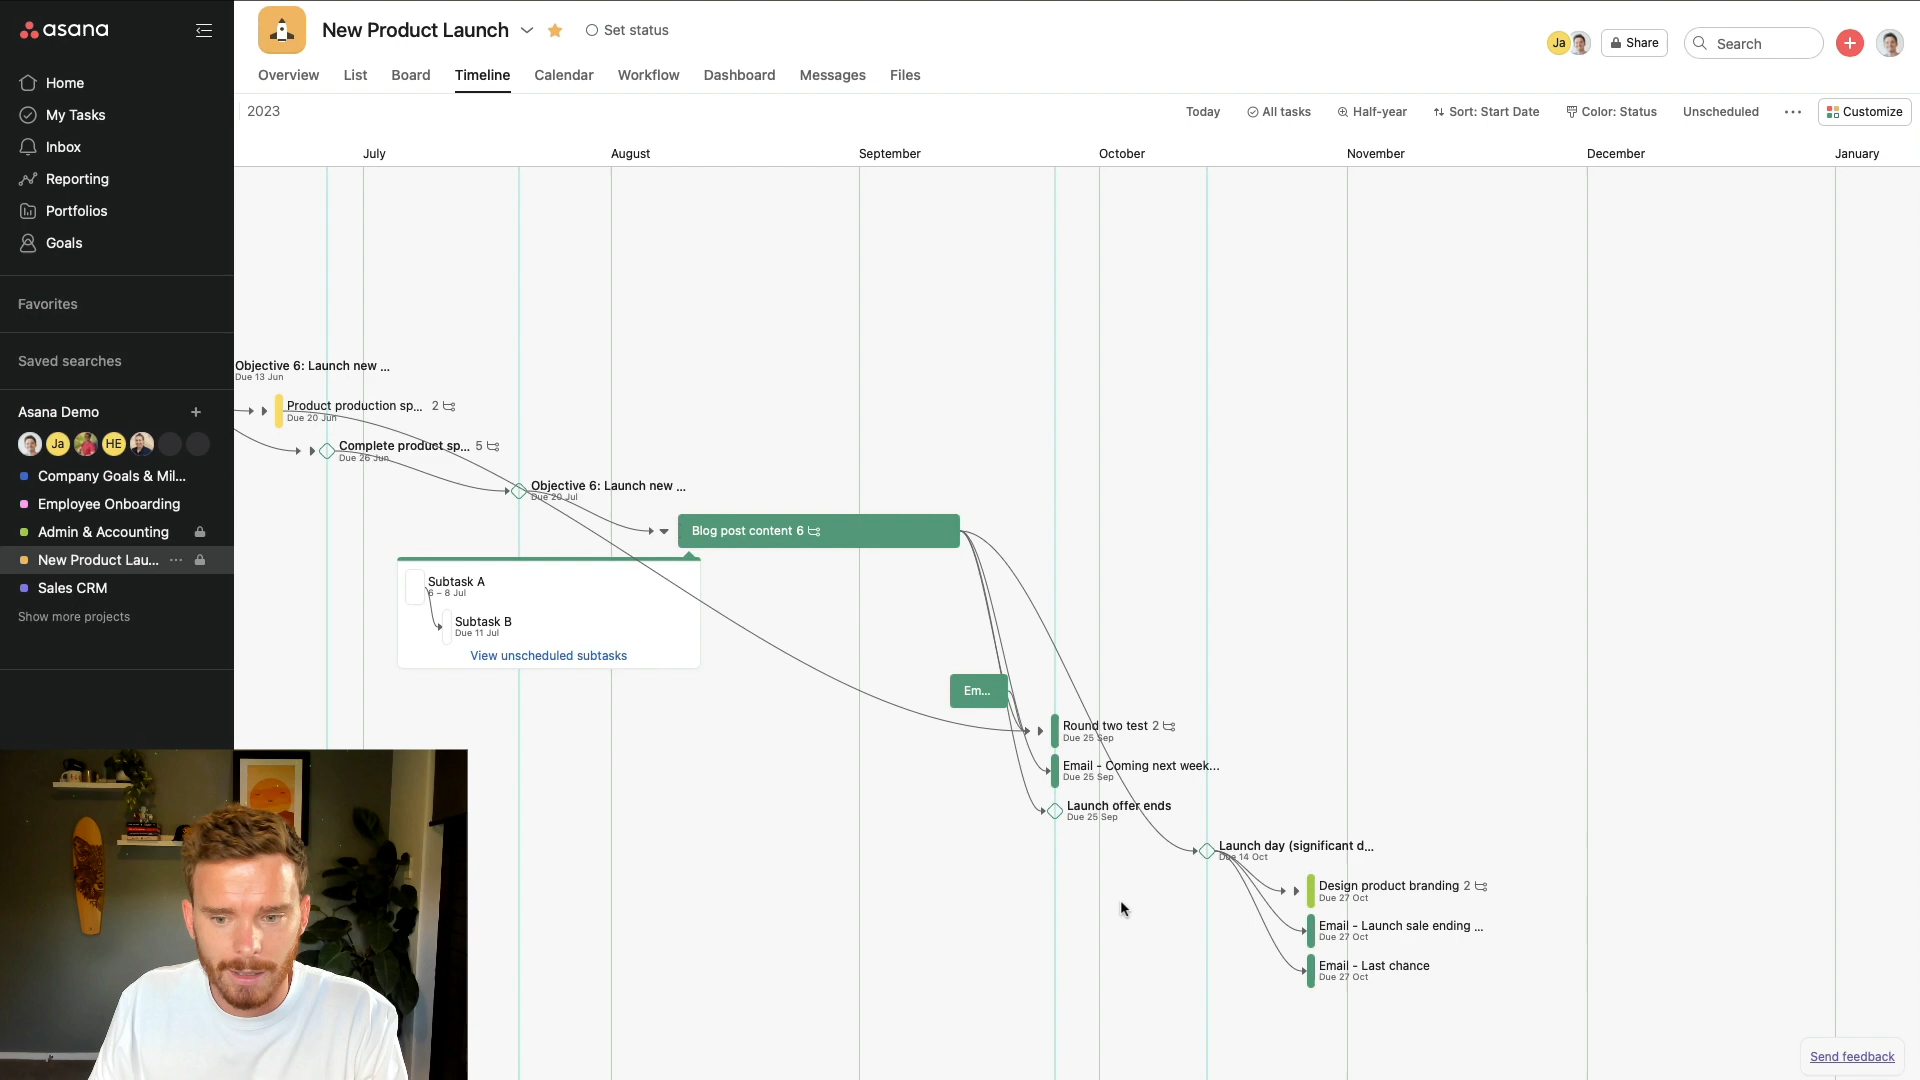 asana
New Product Launch
Set status
Ja
Share
Search
Home
My Tasks
Inbox
Reporting
Portfolios
Goals
Favorites
Saved searches
Asana Demo
Ja
HE
Company Goals & Mil...
Employee Onboarding
Admin & Accounting
New Product Lau...
Sales CRM
Show more projects
Overview
List
Board
Timeline
Calendar
Workflow
Dashboard
Messages
Files
2023
Today
All tasks
Half-year
Sort: Start Date
Color: Status
Unscheduled
Customize
July
August
September
October
November
December
January
Objective 6: Launch new ...
Due 13 Jun
Product production sp... 2
Due 20 Jun
Complete product sp... 5
Due 26 Jun
Objective 6: Launch new ...
Due 20 Jul
Blog post content 6
Subtask A
6 – 8 Jul
Subtask B
Due 11 Jul
View unscheduled subtasks
Em...
Round two test 2
Due 25 Sep
Email - Coming next week...
Due 25 Sep
Launch offer ends
Due 25 Sep
Launch day (significant d...
Due 14 Oct
Design product branding 2
Due 27 Oct
Email - Launch sale ending ...
Due 27 Oct
Email - Last chance
Due 27 Oct
Send feedback